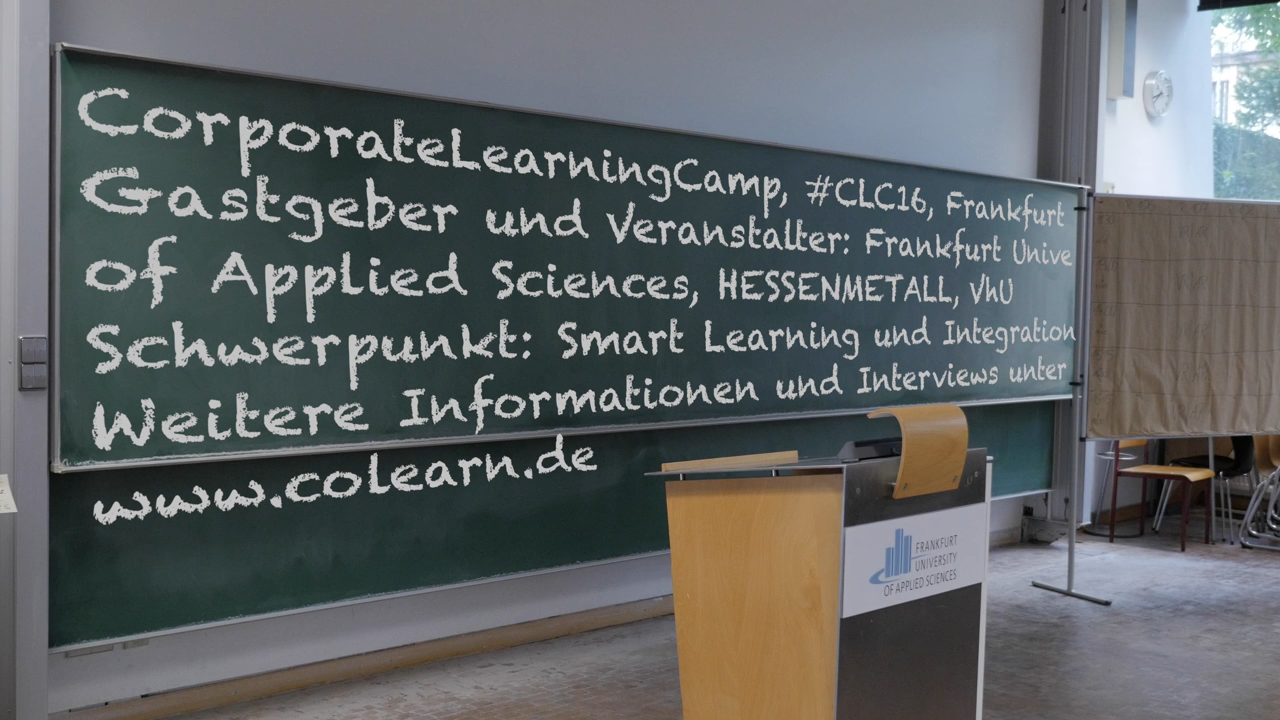 CorporateLearningCamp, #CLC16, Frankfurt
Gastgeber und Veranstalter: Frankfurt Unive
of Applied Sciences, HESSENMETALL, VhU
Schwerpunkt: Smart Learning und Integration
Weitere Informationen und Interviews unter
www.colearn.de
FRANKFURT
UNIVERSITY
OF APPLIED SCIENCES